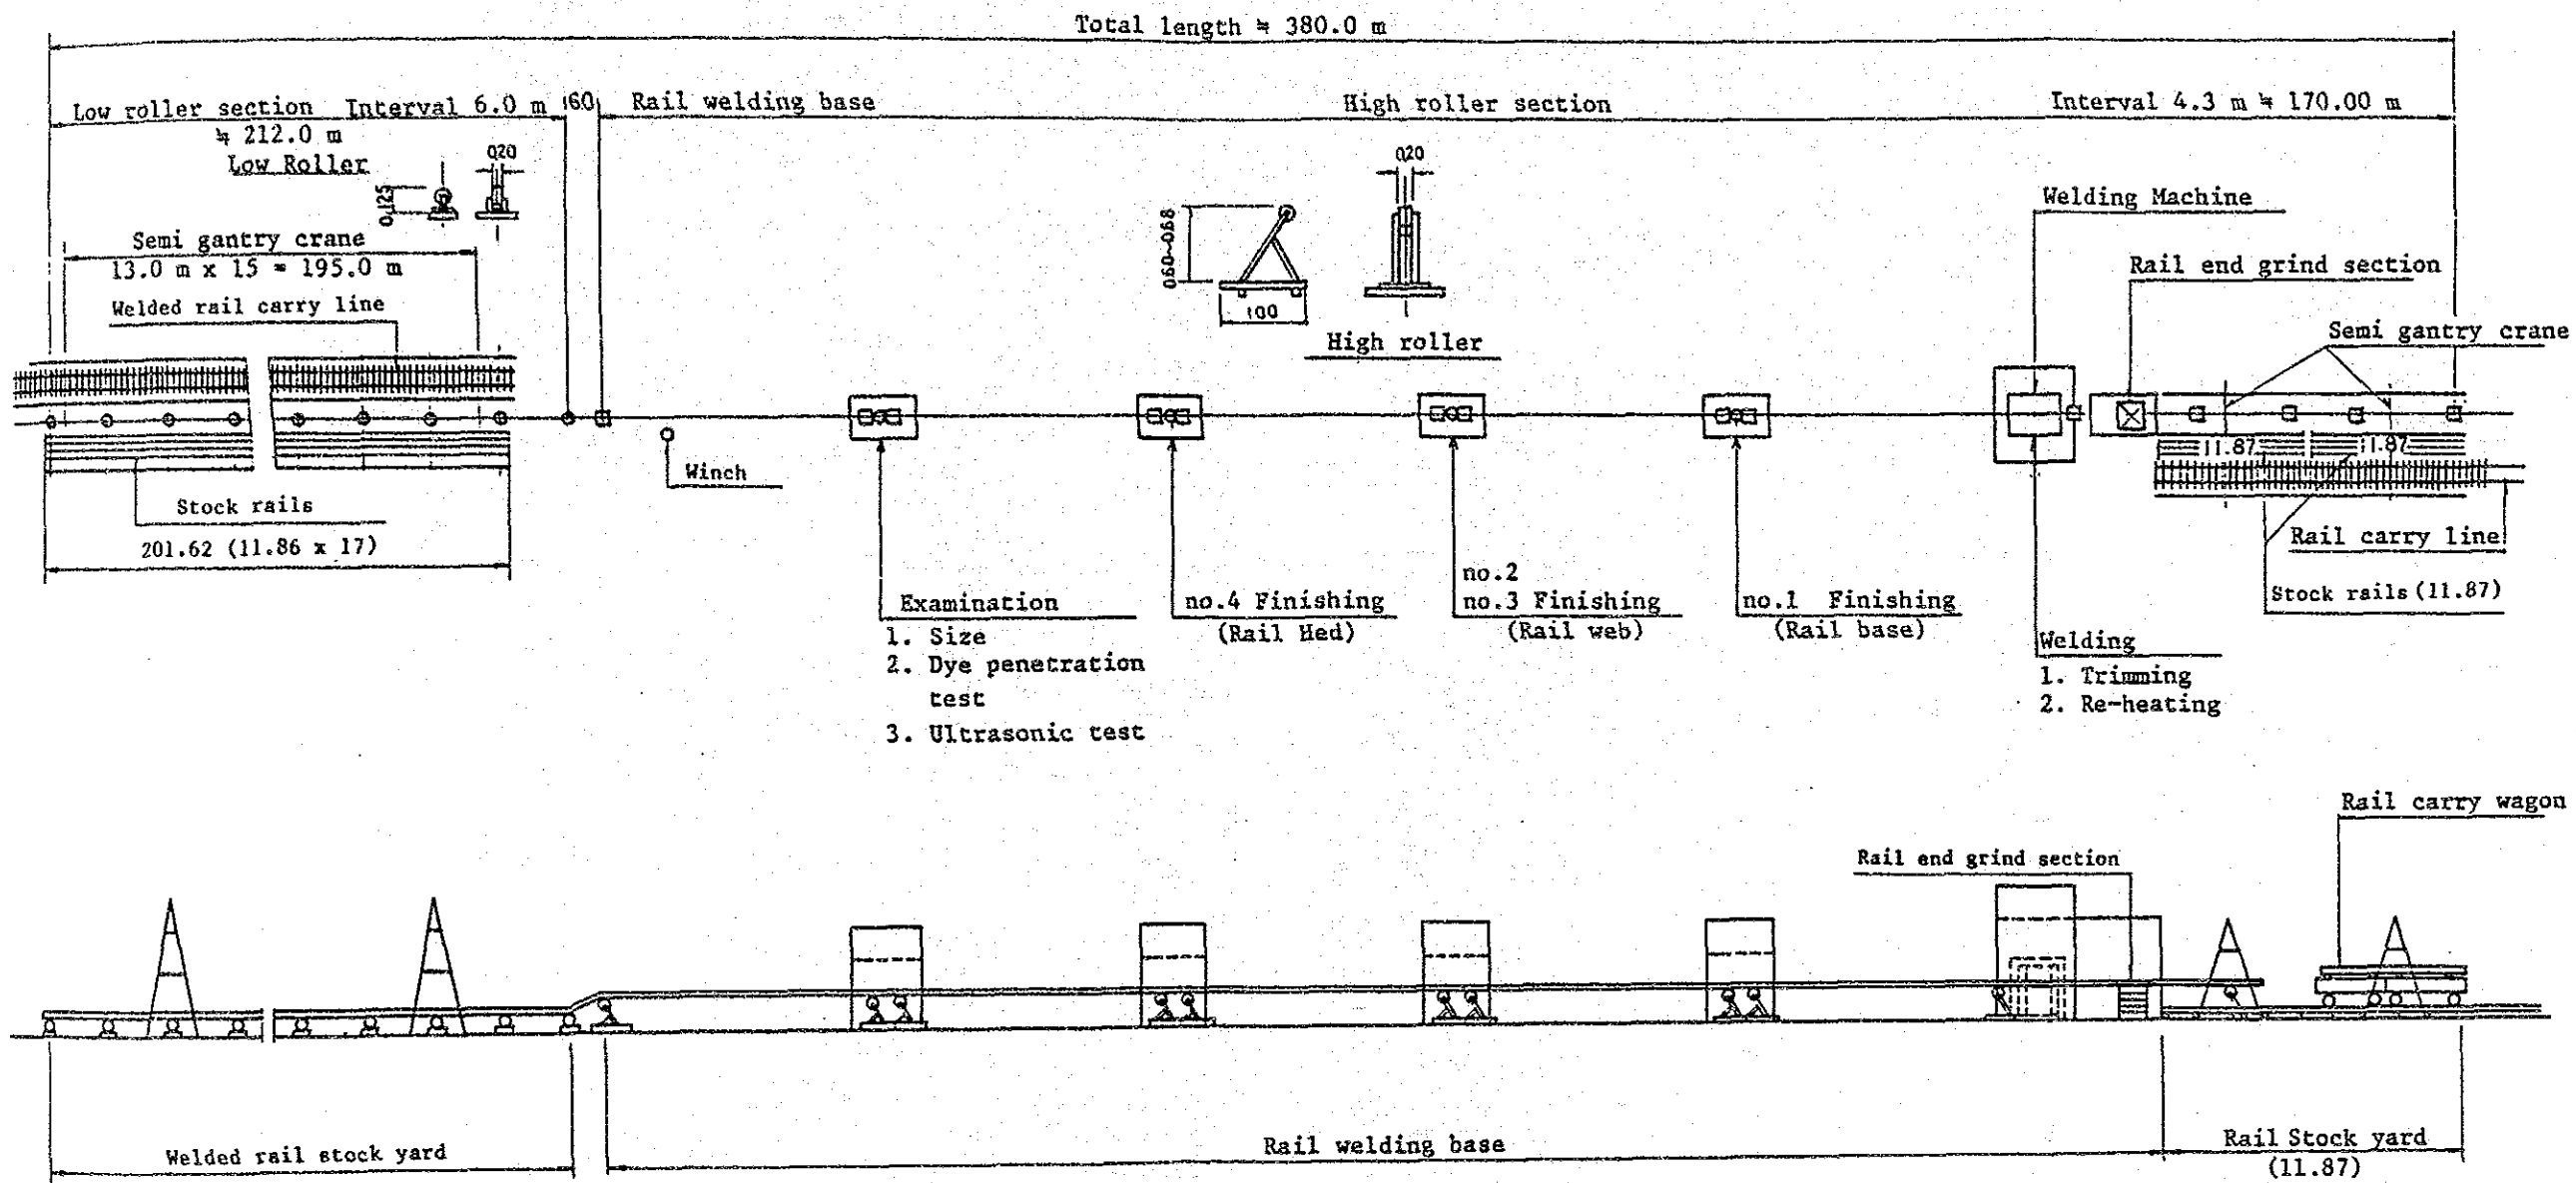 Total length ≒ 380.0 m
Low roller section Interval 6.0 m
≒ 212.0 m
60
Rail welding base
High roller section
Interval 4.3 m ≒ 170.00 m
Low Roller
0.125
020
Semi gantry crane
13.0 m x 15 = 195.0 m
Welded rail carry line
060~068
100
020
High roller
Welding Machine
Rail end grind section
Semi gantry crane
11.87
11.87
Winch
Stock rails
201.62 (11.86 x 17)
Rail carry line
Stock rails (11.87)
Examination
1. Size
2. Dye penetration
test
3. Ultrasonic test
no.4 Finishing
(Rail Hed)
no.2
no.3 Finishing
(Rail web)
no.1 Finishing
(Rail base)
Welding
1. Trimming
2. Re-heating
Rail carry wagon
Rail end grind section
Welded rail stock yard
Rail welding base
Rail Stock yard
(11.87)